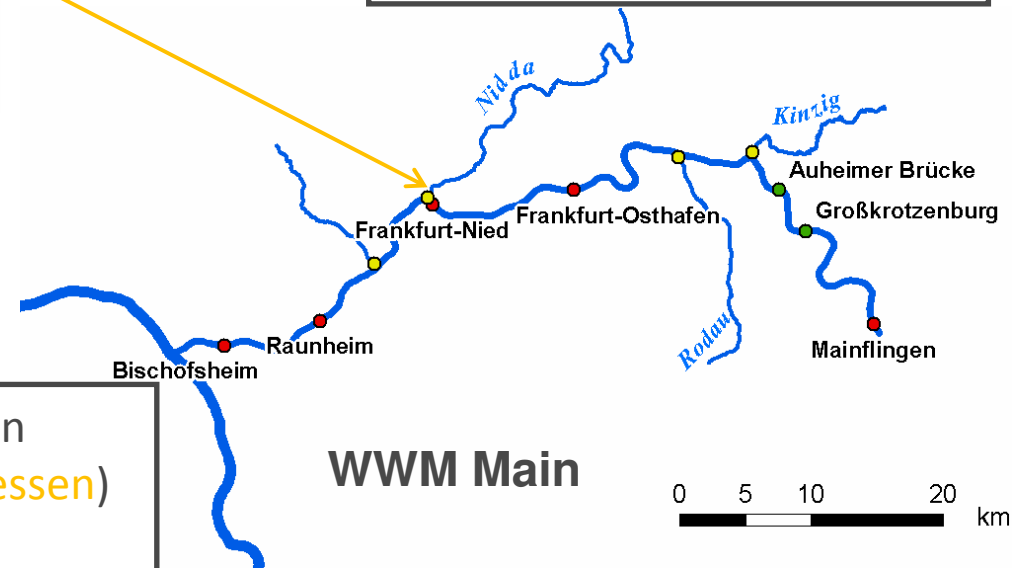 Nidda
Kinzig
Auheimer Brücke
Großkrotzenburg
Frankfurt-Osthafen
Frankfurt-Nied
Raunheim
Rodau
Mainflingen
Bischofsheim
n
essen)
WWM Main
0 5 10 20
km